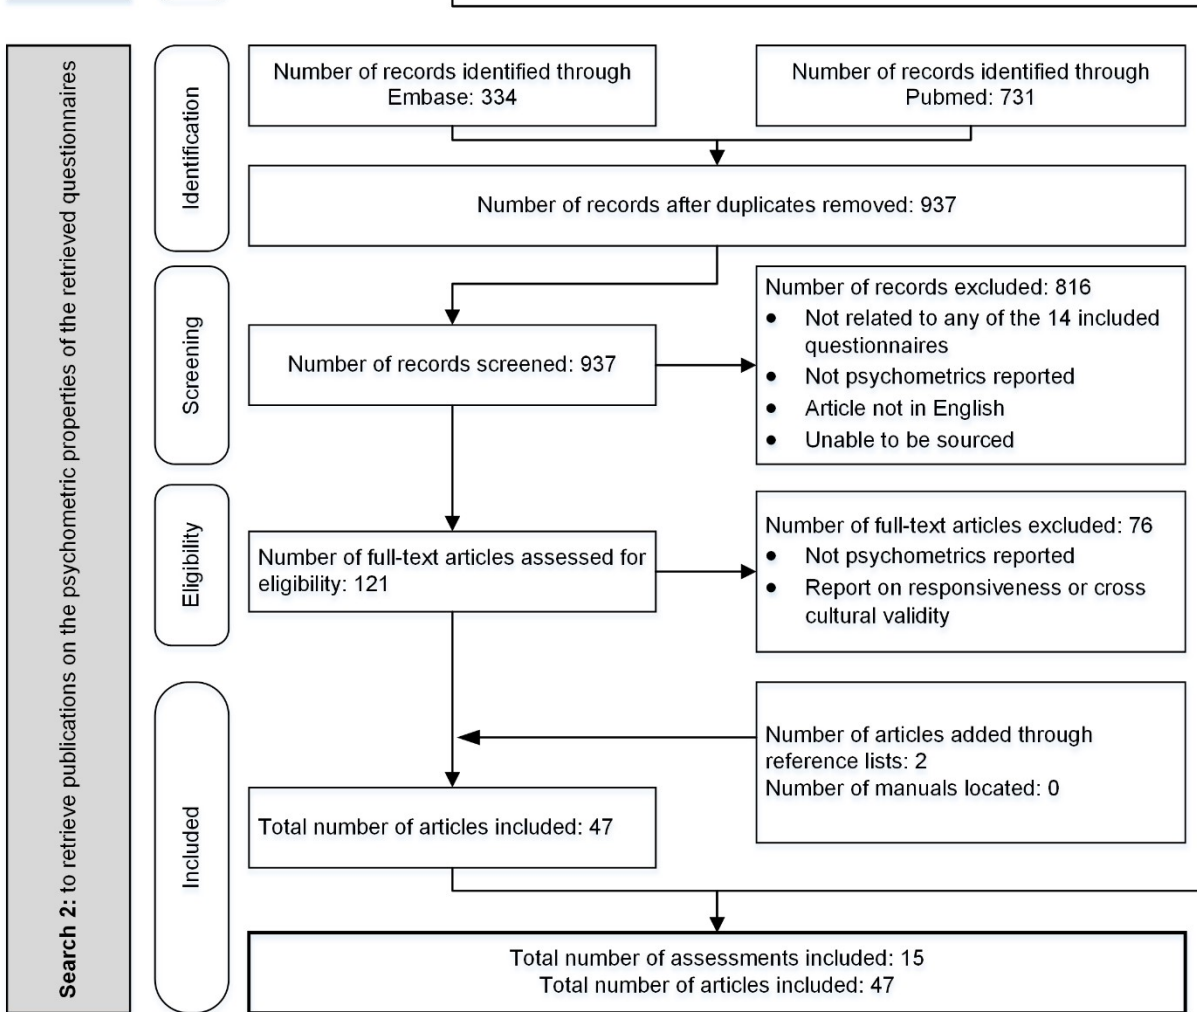 Search 2: to retrieve publications on the psychometric properties of the retrieved questionnaires
Identification
Number of records identified through
Embase: 334
Number of records identified through
Pubmed: 731
Number of records after duplicates removed: 937
Screening
Number of records screened: 937
Number of records excluded: 816
● Not related to any of the 14 included
questionnaires
● Not psychometrics reported
● Article not in English
● Unable to be sourced
Eligibility
Number of full-text articles assessed for
eligibility: 121
Number of full-text articles excluded: 76
● Not psychometrics reported
● Report on responsiveness or cross
cultural validity
Included
Number of articles added through
reference lists: 2
Number of manuals located: 0
Total number of articles included: 47
Total number of assessments included: 15
Total number of articles included: 47